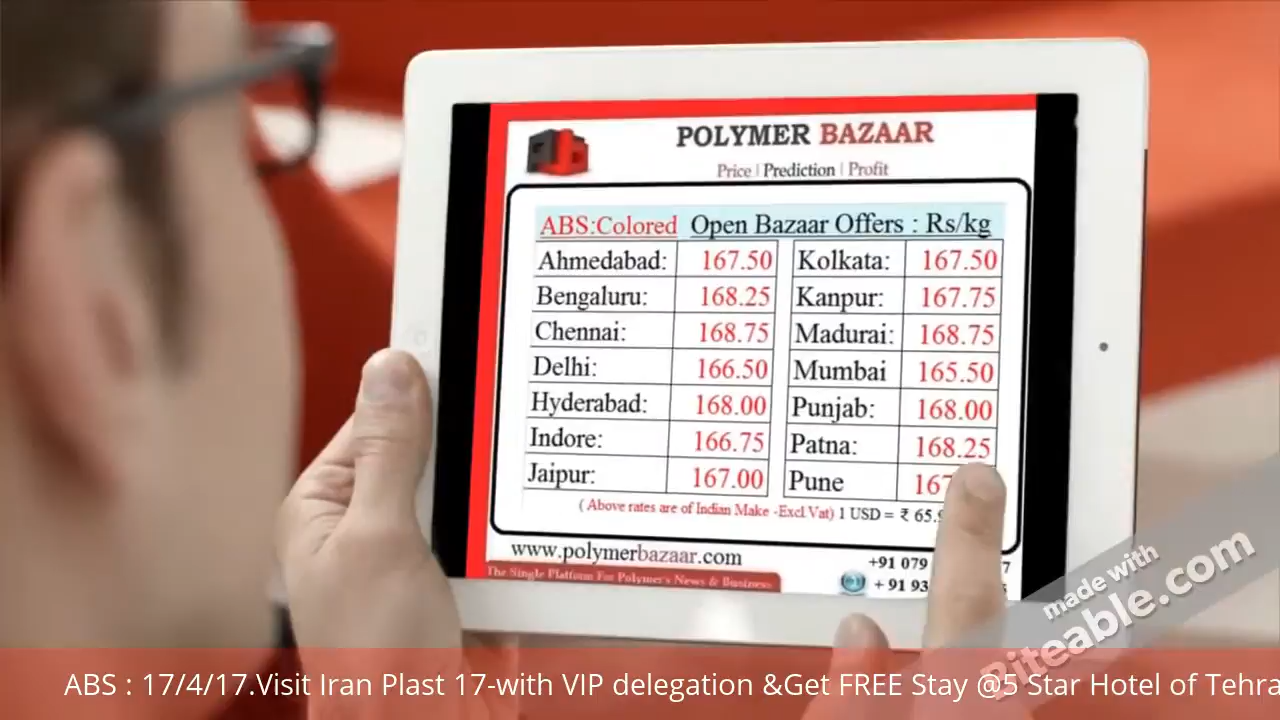 POLYMER BAZAAR
Price | Prediction | Profit
ABS:Colored Open Bazaar Offers : Rs/kg
Ahmedabad: 167.50 Kolkata: 167.50
Bengaluru: 168.25 Kanpur: 167.75
Chennai: 168.75 Madurai: 168.75
Delhi: 166.50 Mumbai 165.50
Hyderabad: 168.00 Punjab: 168.00
Indore: 166.75 Patna: 168.25
Jaipur: 167.00 Pune 167
( Above rates are of Indian Make -Excl Vat) 1 USD = ₹ 65.9
www.polymerbazaar.com
+91 079 7
The Single Platform For Polymer's News & Business
+ 91 93
made with
Biteable.com
ABS : 17/4/17.Visit Iran Plast 17-with VIP delegation &Get FREE Stay @5 Star Hotel of Tehra